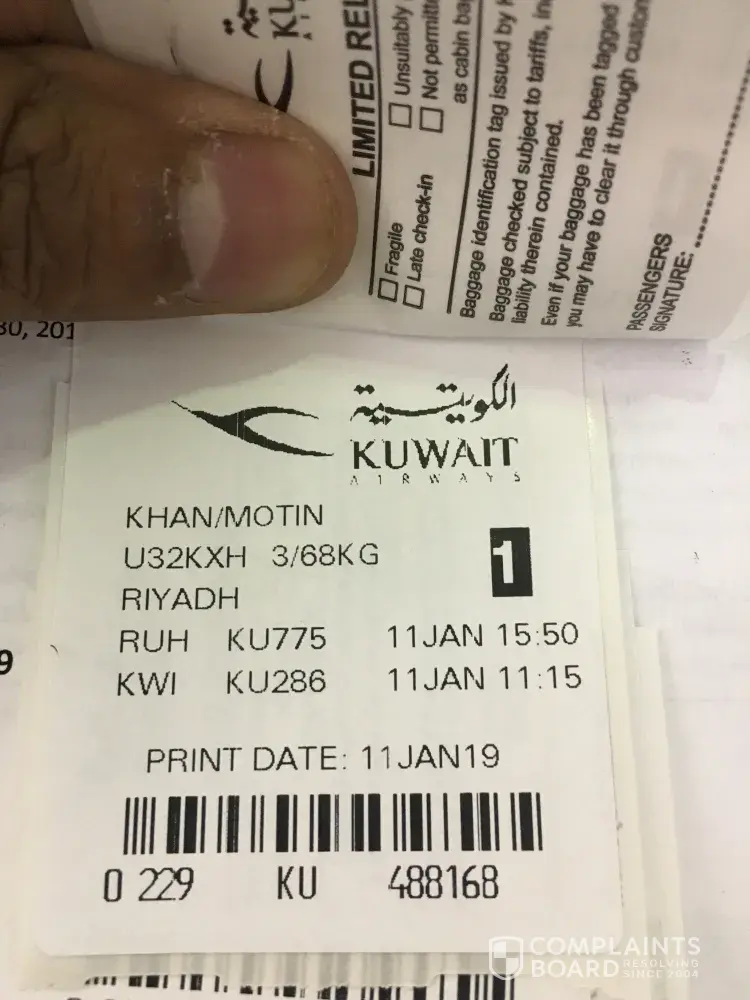 LIMITED REL
Unsuitably
Not permitte
as cabin ba
Fragile
Late check-in
Baggage identification tag issued by K
Baggage checked subject to tariffs, in
liability therein contained.
Even if your baggage has been tagged
you may have to clear it through custom
PASSENGERS
SIGNATURE:
30, 201
الكويتية
KUWAIT
AIRWAYS
KHAN/MOTIN
U32KXH 3/68KG
1
RIYADH
RUH KU775 11JAN 15:50
KWI KU286 11JAN 11:15
9
PRINT DATE: 11JAN19
0 229 KU 488168
COMPLAINTS
BOARD RESOLVING
SINCE 2004